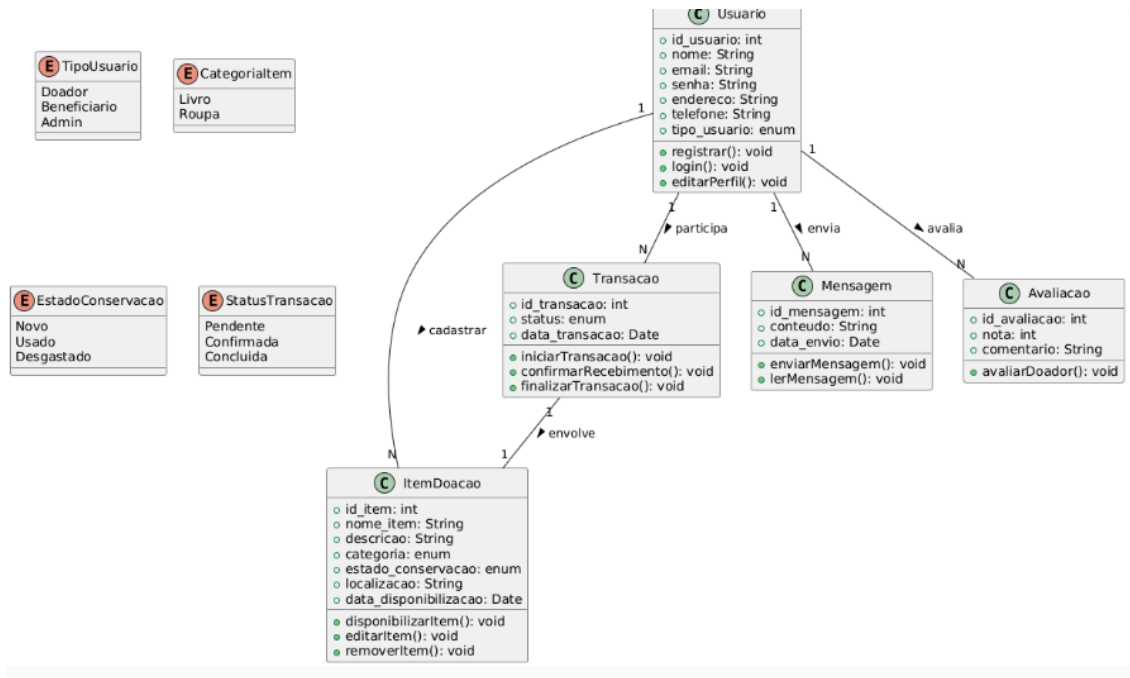 E TipoUsuario
Doador
Beneficiario
Admin
E CategoriaItem
Livro
Roupa
C Usuario
id_usuario: int
nome: String
email: String
senha: String
endereco: String
telefone: String
tipo_usuario: enum
registrar(): void
login(): void
editarPerfil(): void
1
1
1
1
participa
envia
avalia
N
N
N
E EstadoConservacao
Novo
Usado
Desgastado
E StatusTransacao
Pendente
Confirmada
Concluida
cadastrar
C Transacao
id_transacao: int
status: enum
data_transacao: Date
iniciarTransacao(): void
confirmarRecebimento(): void
finalizarTransacao(): void
C Mensagem
id_mensagem: int
conteudo: String
data_envio: Date
enviarMensagem(): void
lerMensagem(): void
C Avaliacao
id_avaliacao: int
nota: int
comentario: String
avaliarDoador(): void
1
envolve
N
1
C ItemDoacao
id_item: int
nome_item: String
descricao: String
categoria: enum
estado_conservacao: enum
localizacao: String
data_disponibilizacao: Date
disponibilizarItem(): void
editarItem(): void
removerItem(): void